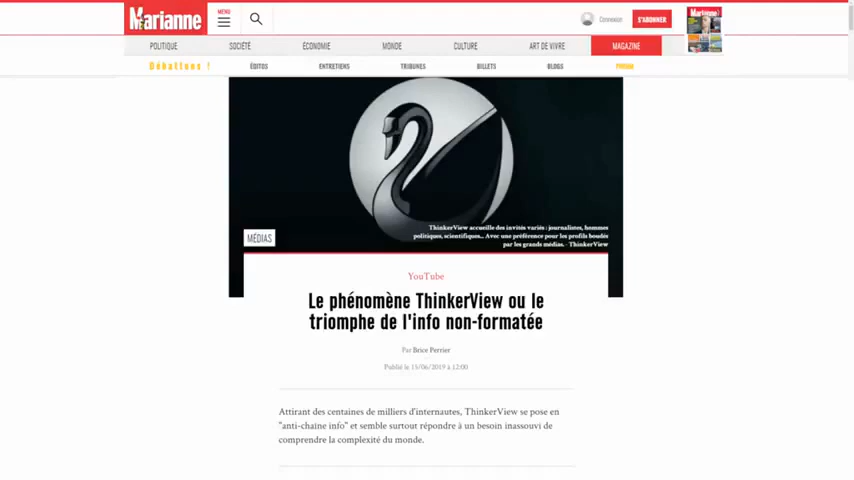 Marianne
MENU
Connexion
S'ABONNER
Marianne
POLITIQUE
SOCIÉTÉ
ÉCONOMIE
MONDE
CULTURE
ART DE VIVRE
MAGAZINE
Débattons !
ÉDITOS
ENTRETIENS
TRIBUNES
BILLETS
BLOGS
FORUM
ThinkerView accueille des invités variés : journalistes, hommes
politiques, scientifiques... Avec une préférence pour les profils boudés
par les grands médias. - ThinkerView
MÉDIAS
YouTube
Le phénomène ThinkerView ou le
triomphe de l'info non-formatée
Par Brice Perrier
Publié le 15/06/2019 à 12:00
Attirant des centaines de milliers d'internautes, ThinkerView se pose en
"anti-chaîne info" et semble surtout répondre à un besoin inassouvi de
comprendre la complexité du monde.